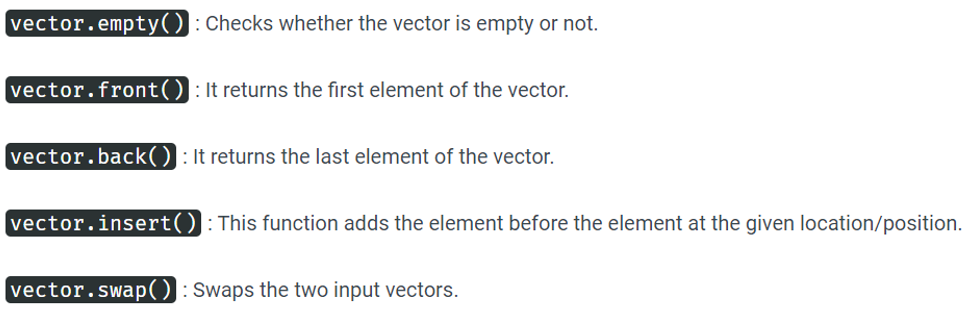 vector.empty() : Checks whether the vector is empty or not.
vector.front() : It returns the first element of the vector.
vector.back() : It returns the last element of the vector.
vector.insert() : This function adds the element before the element at the given location/position.
vector.swap() : Swaps the two input vectors.